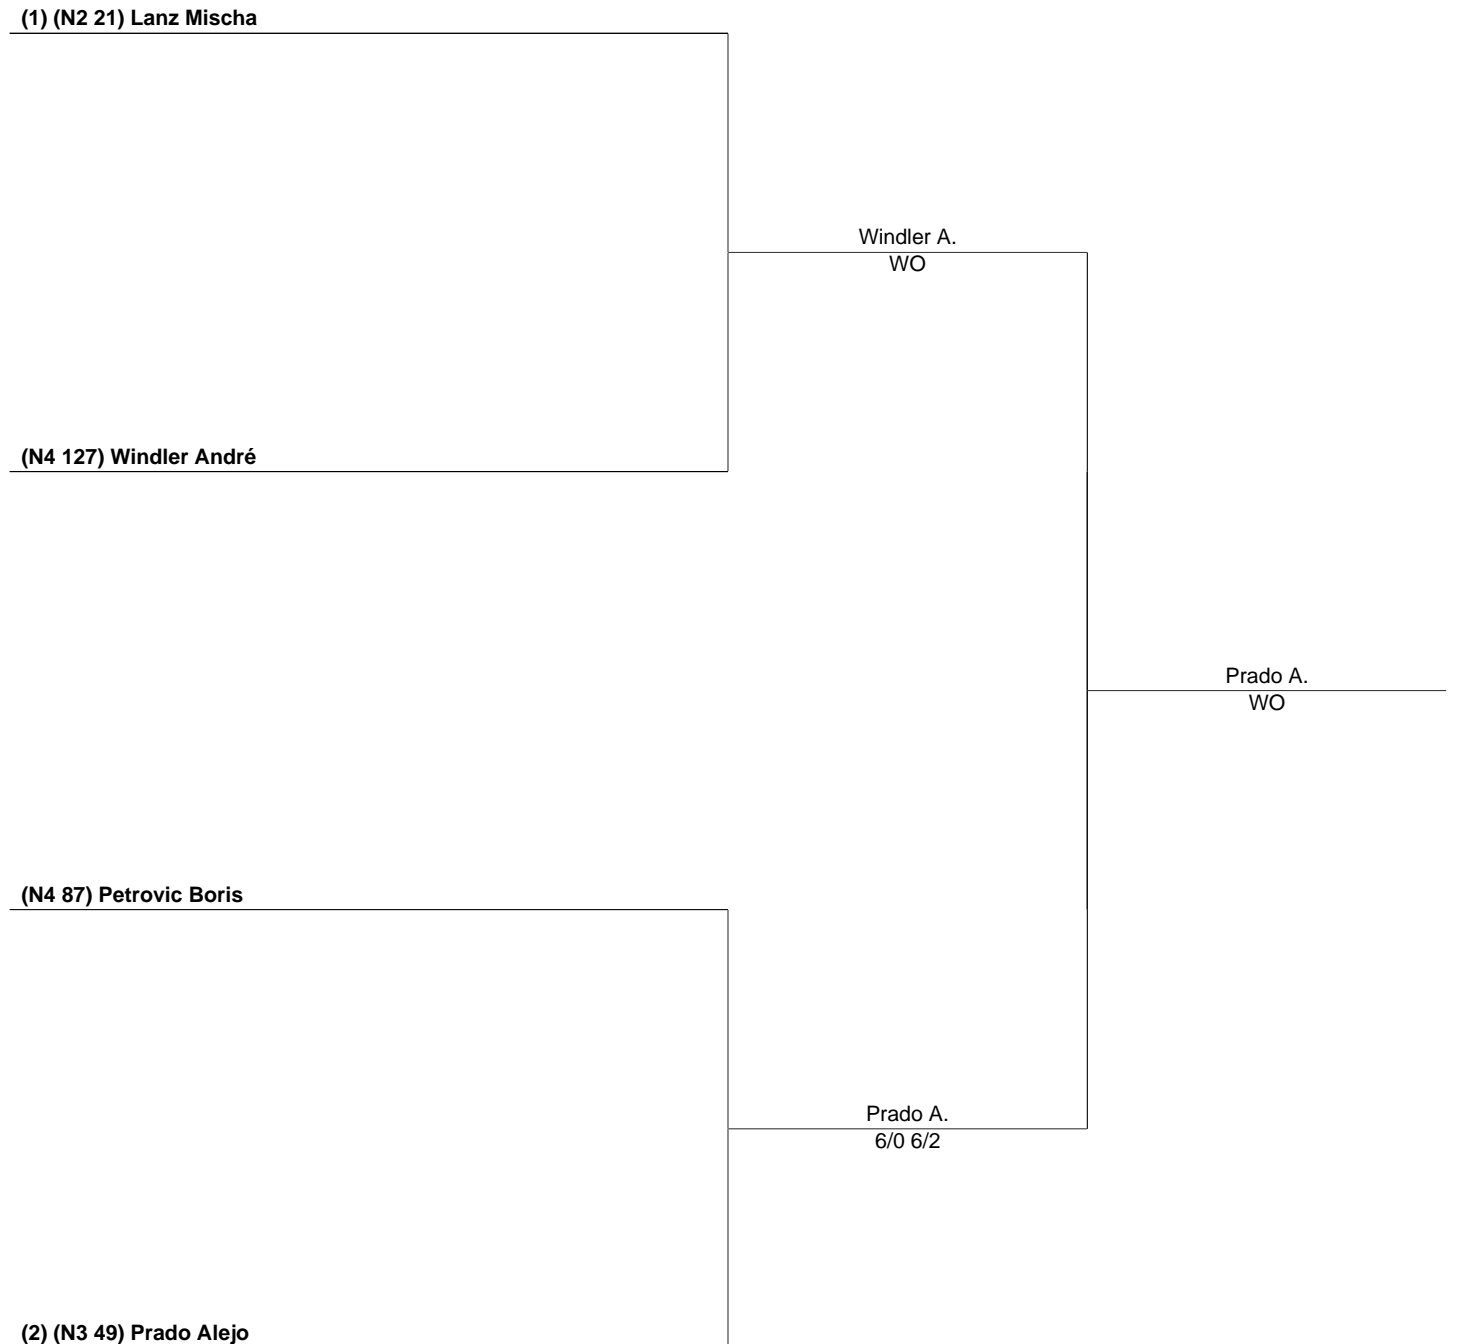 (1) (N2 21) Lanz Mischa
Windler A.
WO
(N4 127) Windler André
Prado A.
WO
(N4 87) Petrovic Boris
Prado A.
6/0 6/2
(2) (N3 49) Prado Alejo